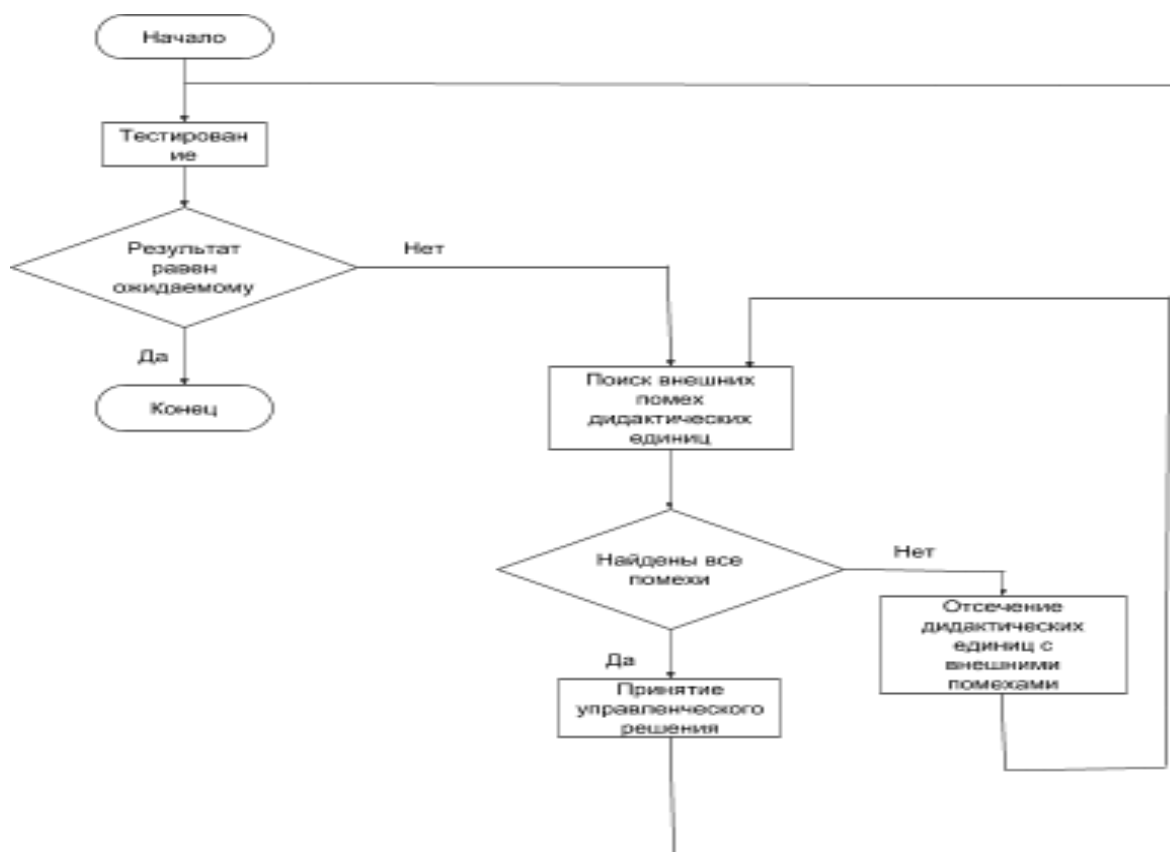 Начало
Тестирован
ие
Результат
равен
ожидаемому
Нет
Да
Конец
Поиск внешних
помех
дидактических
единиц
Найдены все
помехи
Нет
Отсечение
дидактических
единиц с
внешними
помехами
Да
Принятие
управленческого
решения